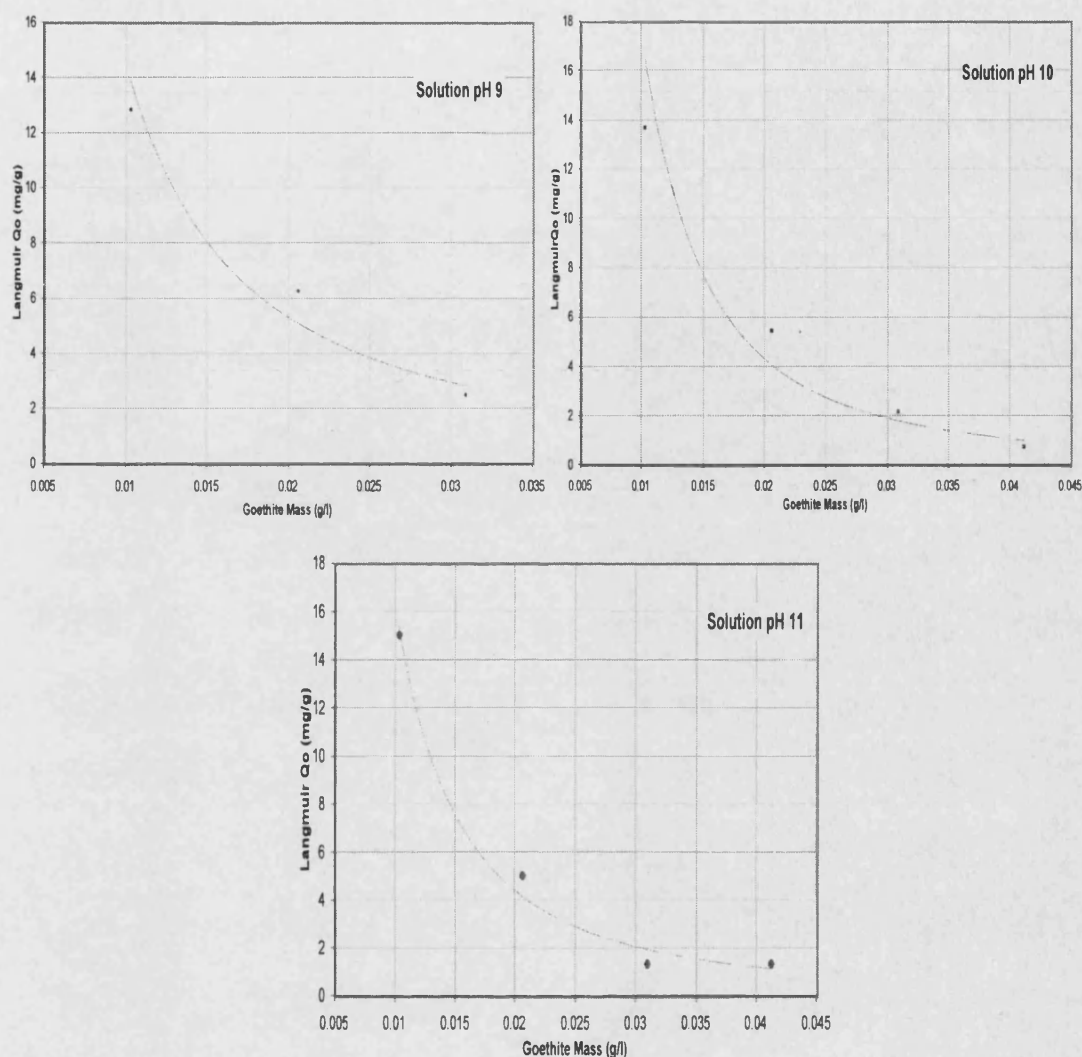 16
14
12
10
8
6
4
2
0
Langmuir Qo (mg/g)
Solution pH 9
0.005 0.01 0.015 0.02 0.025 0.03 0.035
Goethite Mass (g/l)
18
16
14
12
10
8
6
4
2
0
LangmuirQo (mg/g)
Solution pH 10
0.005 0.01 0.015 0.02 0.025 0.03 0.035 0.04 0.045
Goethite Mass (g/l)
18
16
14
12
10
8
6
4
2
0
Langmuir Qo (mg/g)
Solution pH 11
0.005 0.01 0.015 0.02 0.025 0.03 0.035 0.04 0.045
Goethite Mass (g/l)